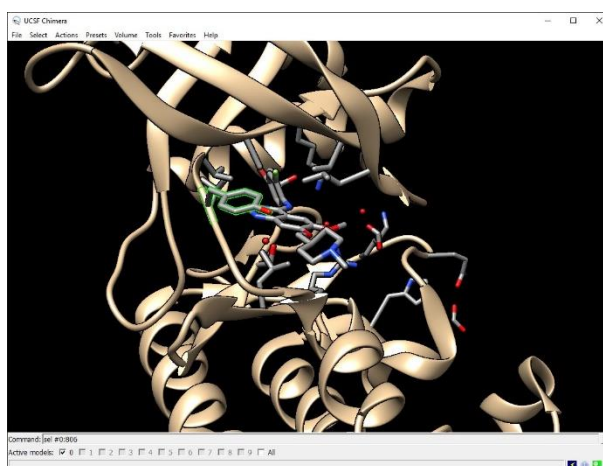 UCSF Chimera
File Select Actions Presets Volume Tools Favorites Help
Command: sel #0:806
Active models: 0 1 2 3 4 5 6 7 8 9 All